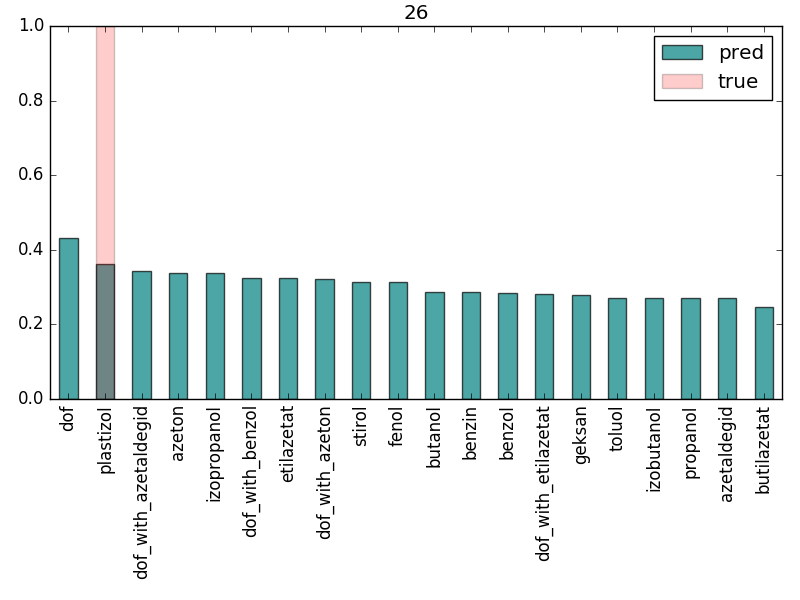 26
1.0
0.8
0.6
0.4
0.2
0.0
pred
true
dof
plastizol
dof_with_azetaldegid
azeton
izopropanol
dof_with_benzol
etilazetat
dof_with_azeton
stirol
fenol
butanol
benzin
benzol
dof_with_etilazetat
geksan
toluol
izobutanol
propanol
azetaldegid
butilazetat